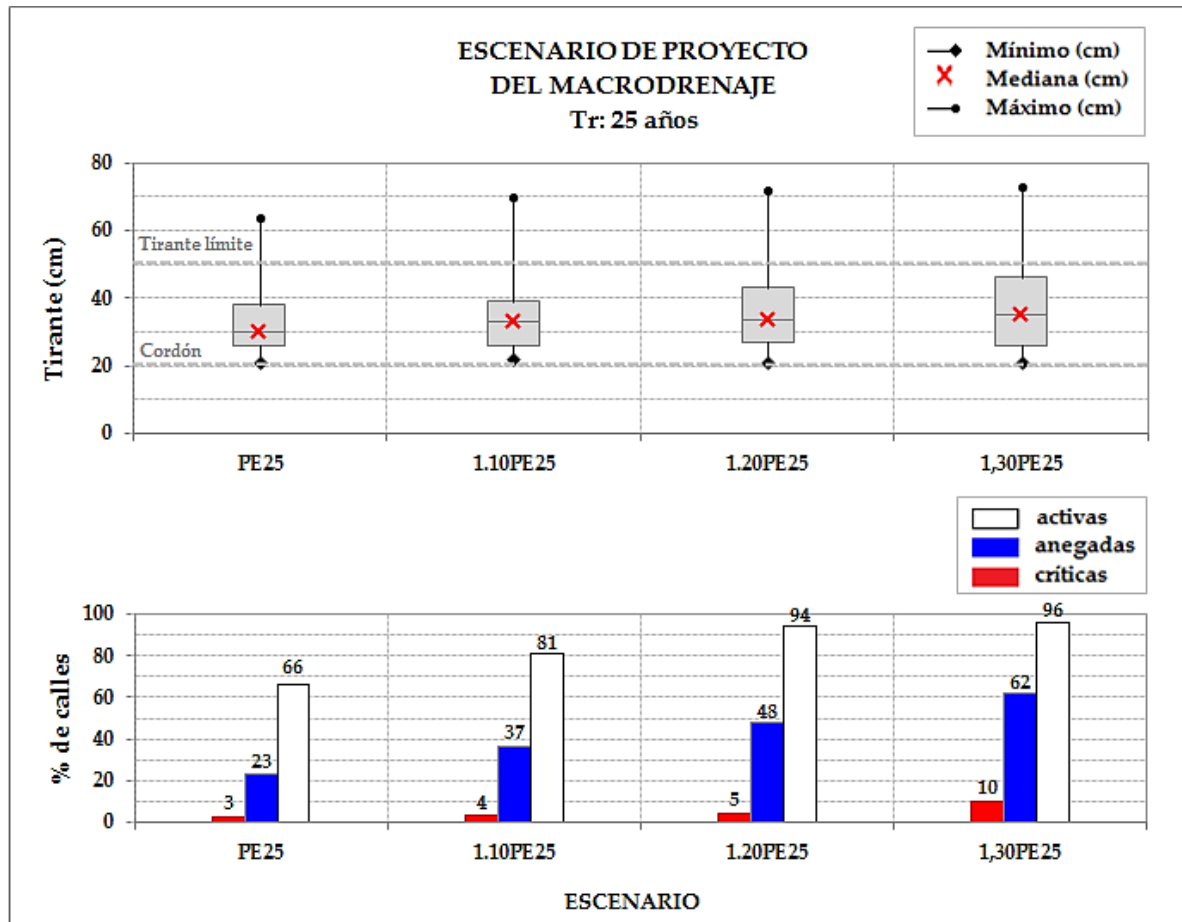 ESCENARIO DE PROYECTO
DEL MACRODRENAJE
Tr: 25 años
Mínimo (cm)
Mediana (cm)
Máximo (cm)
Tirante (cm)
80
60
40
20
0
Tirante límite
Cordón
PE25 1.10PE25 1.20PE25 1,30PE25
activas
anegadas
críticas
% de calles
100
80
60
40
20
0
3 23 66
4 37 81
5 48 94
10 62 96
PE25 1.10PE25 1.20PE25 1,30PE25
ESCENARIO